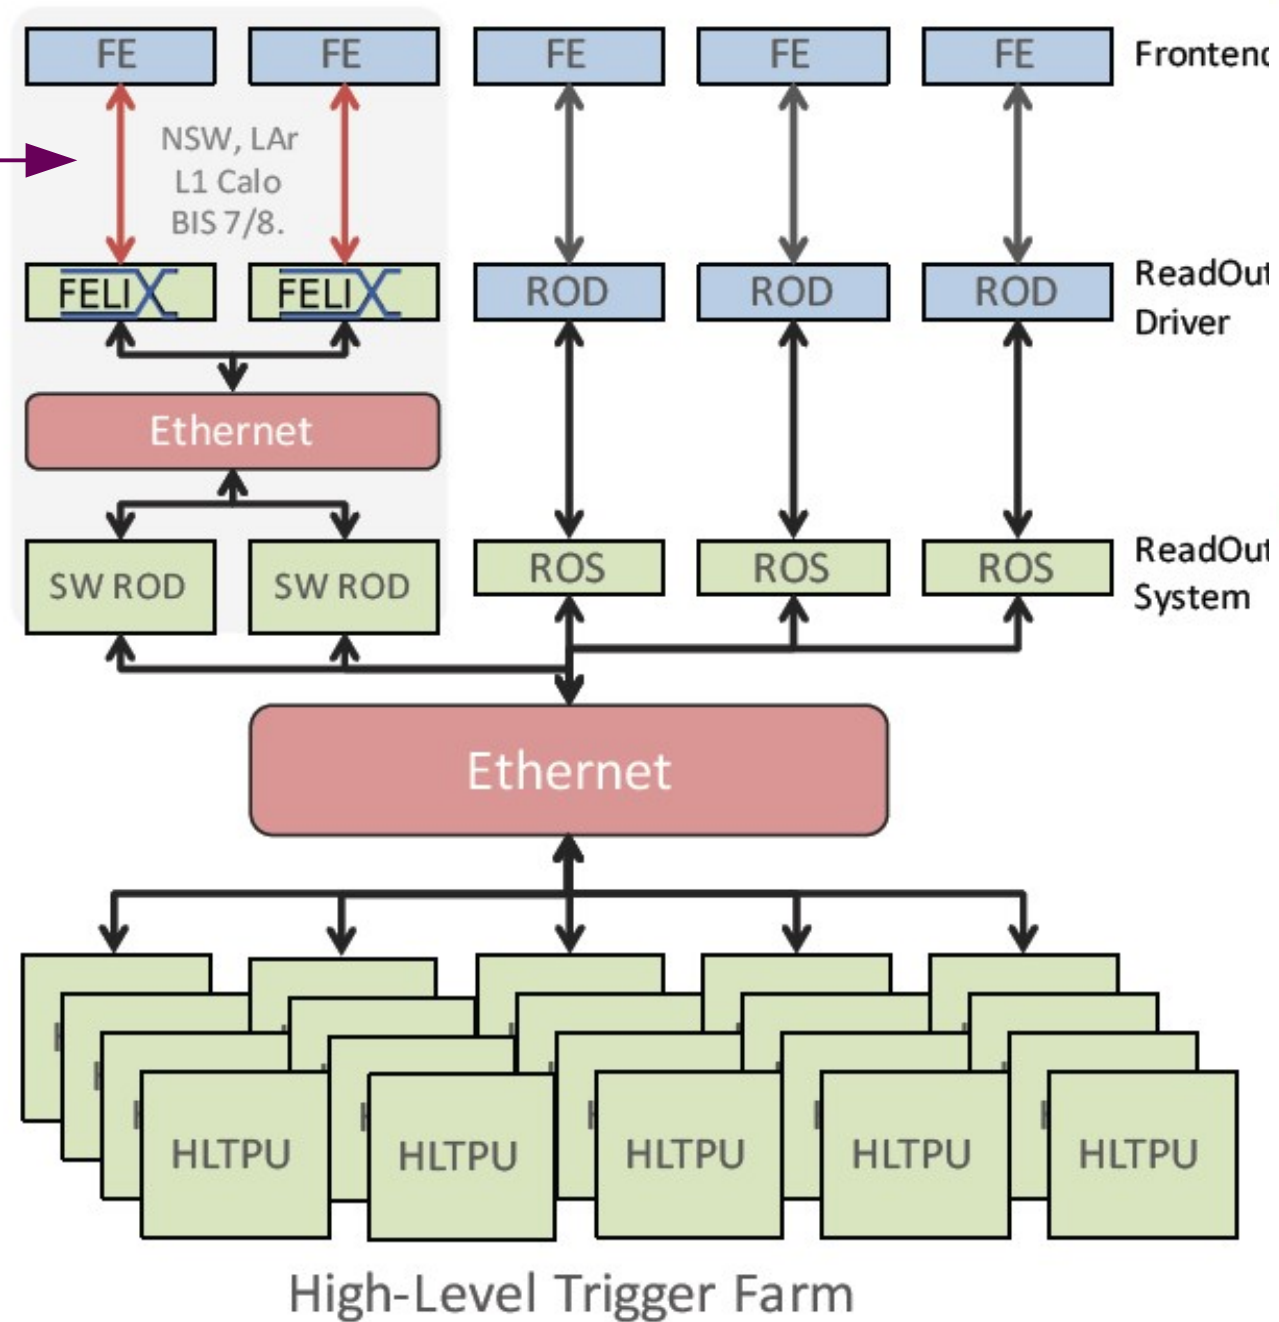 FE FE FE FE FE Frontend
NSW, LAr
L1 Calo
BIS 7/8.
FELIX FELIX ROD ROD ROD ReadOut
Driver
Ethernet
SW ROD SW ROD ROS ROS ROS ReadOut
System
Ethernet
HLTPU HLTPU HLTPU HLTPU HLTPU
High-Level Trigger Farm